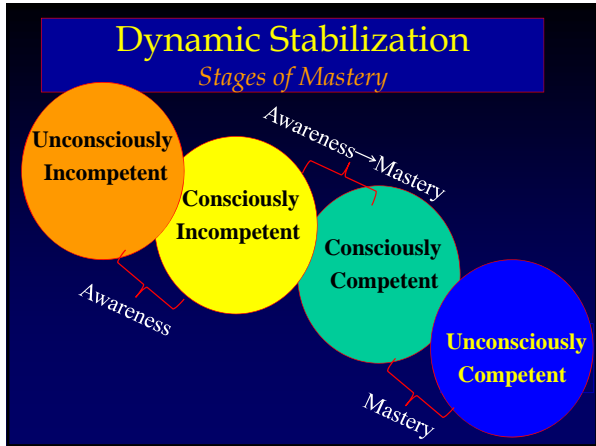 Dynamic Stabilization
Stages of Mastery
Unconsciously
Incompetent
Awareness
Consciously
Incompetent
Awareness→Mastery
Consciously
Competent
Mastery
Unconsciously
Competent